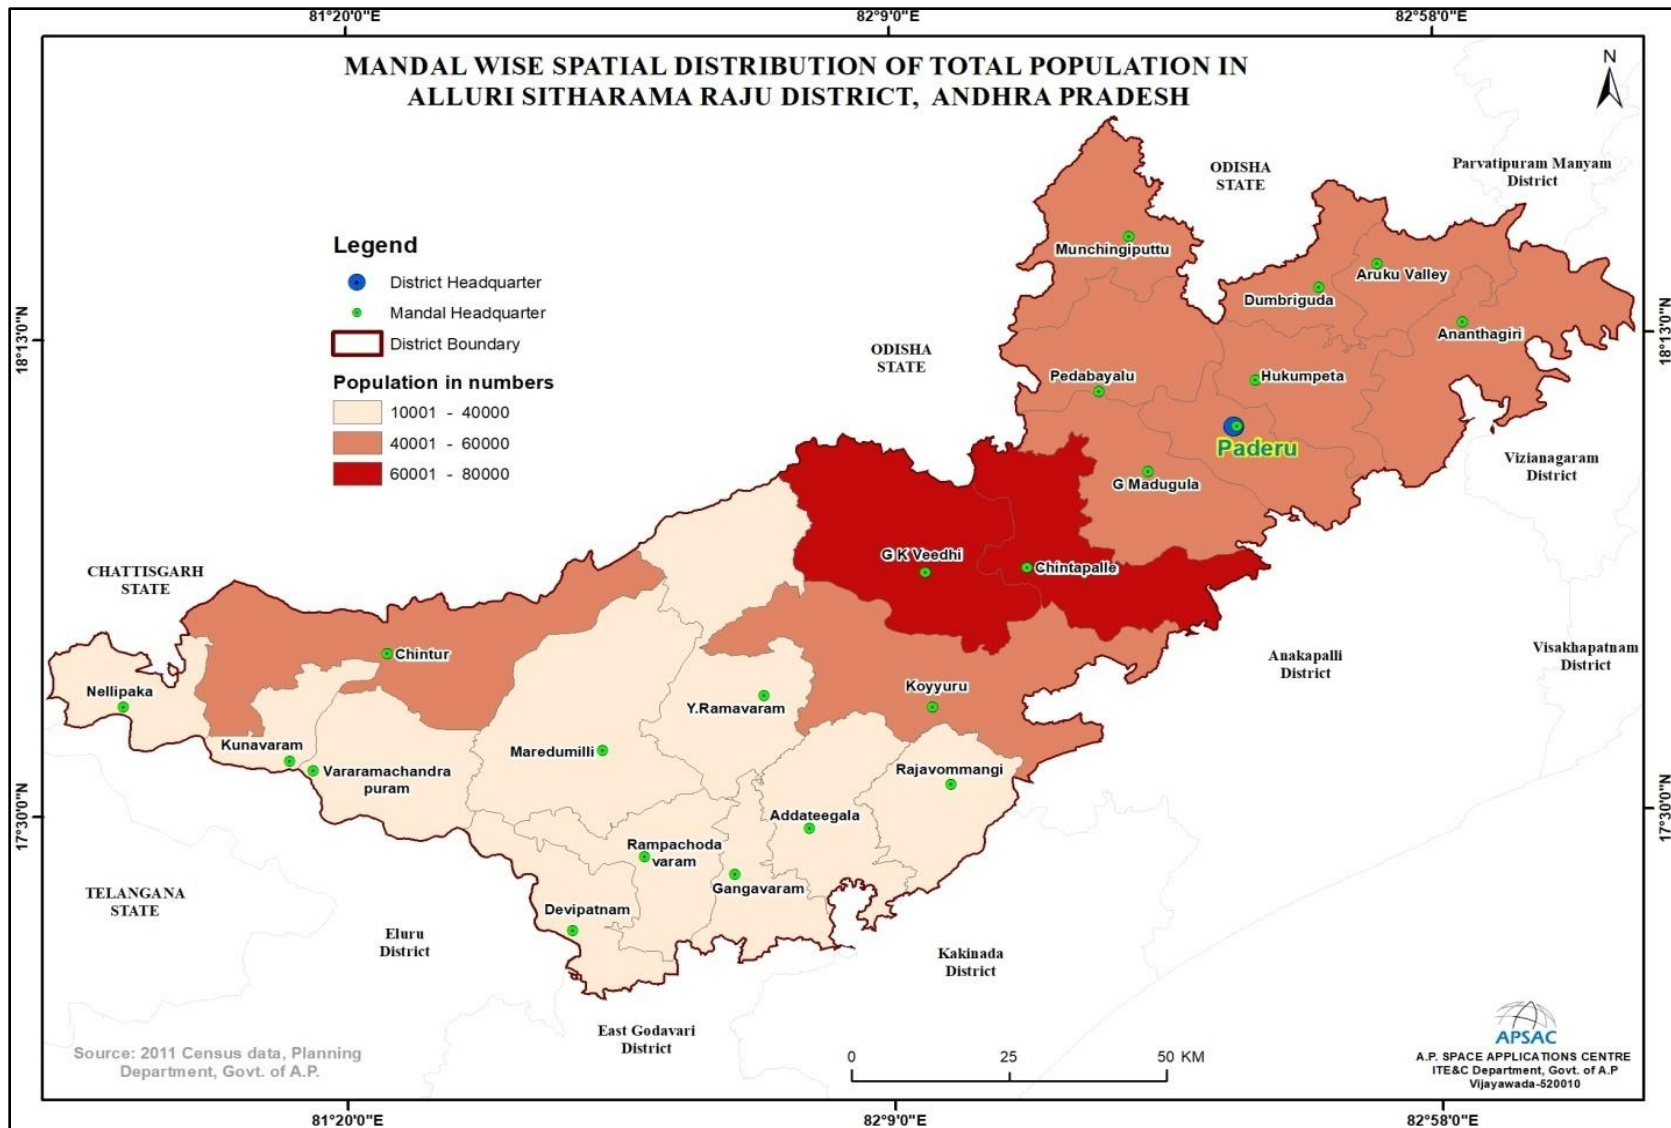 81°20'0"E
82°9'0"E
82°58'0"E
MANDAL WISE SPATIAL DISTRIBUTION OF TOTAL POPULATION IN
ALLURI SITHARAMA RAJU DISTRICT, ANDHRA PRADESH
N
ODISHA
STATE
Parvatipuram Manyam
District
Legend
District Headquarter
Mandal Headquarter
District Boundary
Population in numbers
10001 - 40000
40001 - 60000
60001 - 80000
Munchingiputtu
Aruku Valley
Dumbriguda
Ananthagiri
18°13'0"N
18°13'0"N
ODISHA
STATE
Pedabayalu
Hukumpeta
Paderu
G Madugula
Vizianagaram
District
G K Veedhi
Chintapalle
CHATTISGARH
STATE
Chintur
Anakapalli
District
Visakhapatnam
District
Nellipaka
Koyyuru
Y.Ramavaram
Kunavaram
Maredumilli
Vararamachandra
puram
Rajavommangi
17°30'0"N
17°30'0"N
Addateegala
Rampachoda
varam
Gangavaram
Devipatnam
TELANGANA
STATE
Eluru
District
Kakinada
District
East Godavari
District
Source: 2011 Census data, Planning
Department, Govt. of A.P.
0 25 50 KM
APSAC
A.P. SPACE APPLICATIONS CENTRE
ITE&C Department, Govt. of A.P
Vijayawada-520010
81°20'0"E
82°9'0"E
82°58'0"E